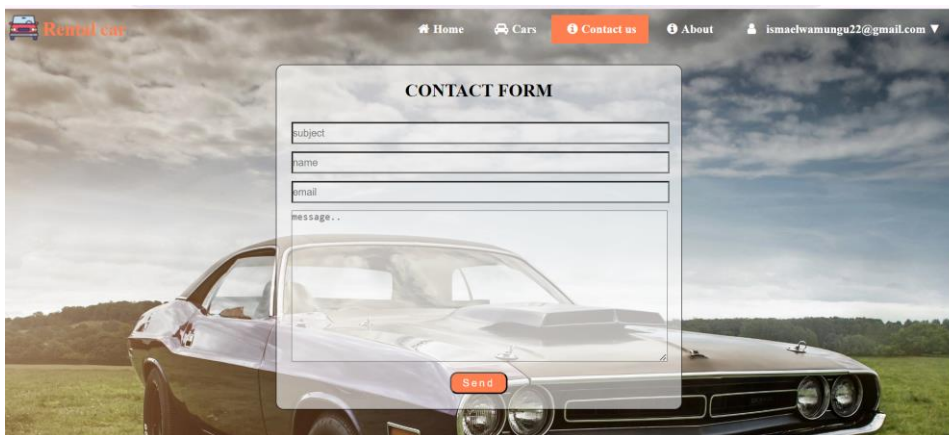 Rental car
Home Cars Contact us About ismaelwamungu22@gmail.com ▼
CONTACT FORM
subject
name
email
message..
Send